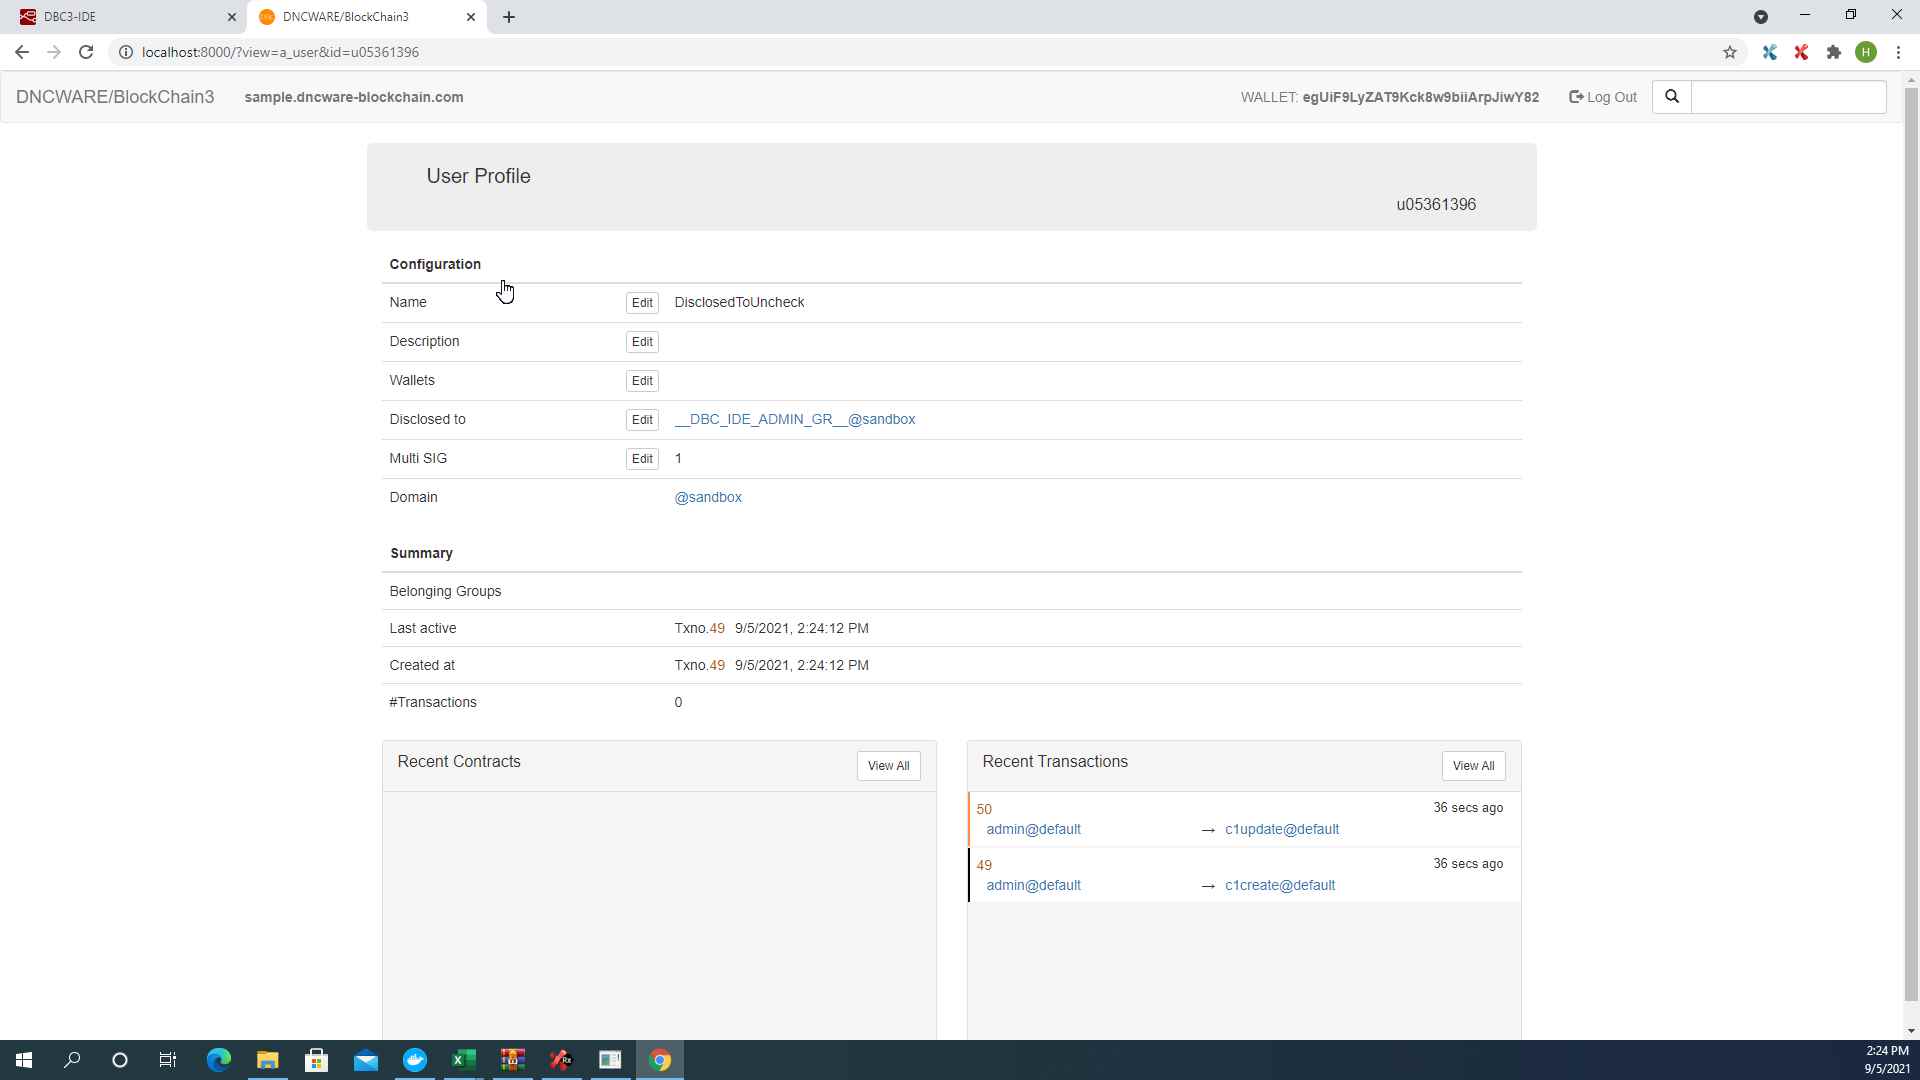 DBC3-IDE
DNCWARE/BlockChain3
localhost:8000/?view=a_user&id=u05361396
H
DNCWARE/BlockChain3
sample.dncware-blockchain.com
WALLET: egUiF9LyZAT9Kck8w9biiArpJiwY82
Log Out
User Profile
u05361396
Configuration
Name Edit DisclosedToUncheck
Description Edit
Wallets Edit
Disclosed to Edit __DBC_IDE_ADMIN_GR__@sandbox
Multi SIG Edit 1
Domain @sandbox
Summary
Belonging Groups
Last active Txno.49 9/5/2021, 2:24:12 PM
Created at Txno.49 9/5/2021, 2:24:12 PM
#Transactions 0
Recent Contracts View All
Recent Transactions View All
50 36 secs ago
admin@default → c1update@default
49 36 secs ago
admin@default → c1create@default
2:24 PM
9/5/2021